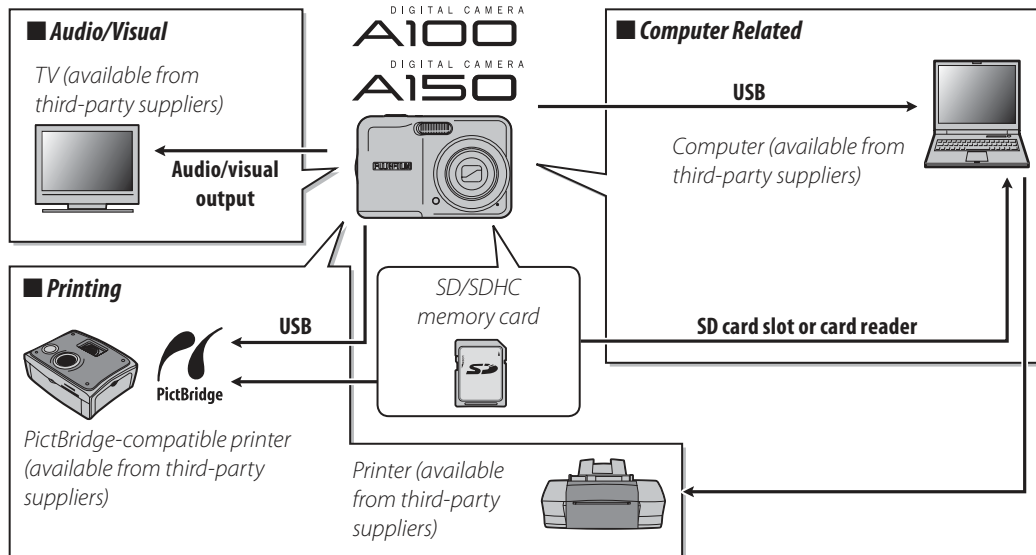 ■ Audio/Visual
TV (available from
third-party suppliers)
Audio/visual
output
DIGITAL CAMERA
A100
DIGITAL CAMERA
A150
FUJIFILM
■ Computer Related
USB
Computer (available from
third-party suppliers)
SD card slot or card reader
SD/SDHC
memory card
SD
■ Printing
USB
PictBridge
PictBridge-compatible printer
(available from third-party
suppliers)
Printer (available
from third-party
suppliers)